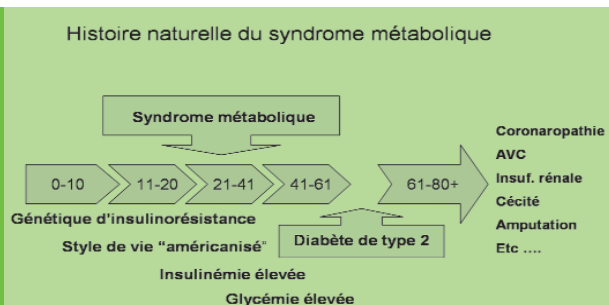 Histoire naturelle du syndrome métabolique
Syndrome métabolique
0-10
11-20
21-41
41-61
61-80+
Coronaropathie
AVC
Insuf. rénale
Cécité
Amputation
Etc ....
Génétique d'insulinorésistance
Style de vie "américanisé"
Diabète de type 2
Insulinémie élevée
Glycémie élevée